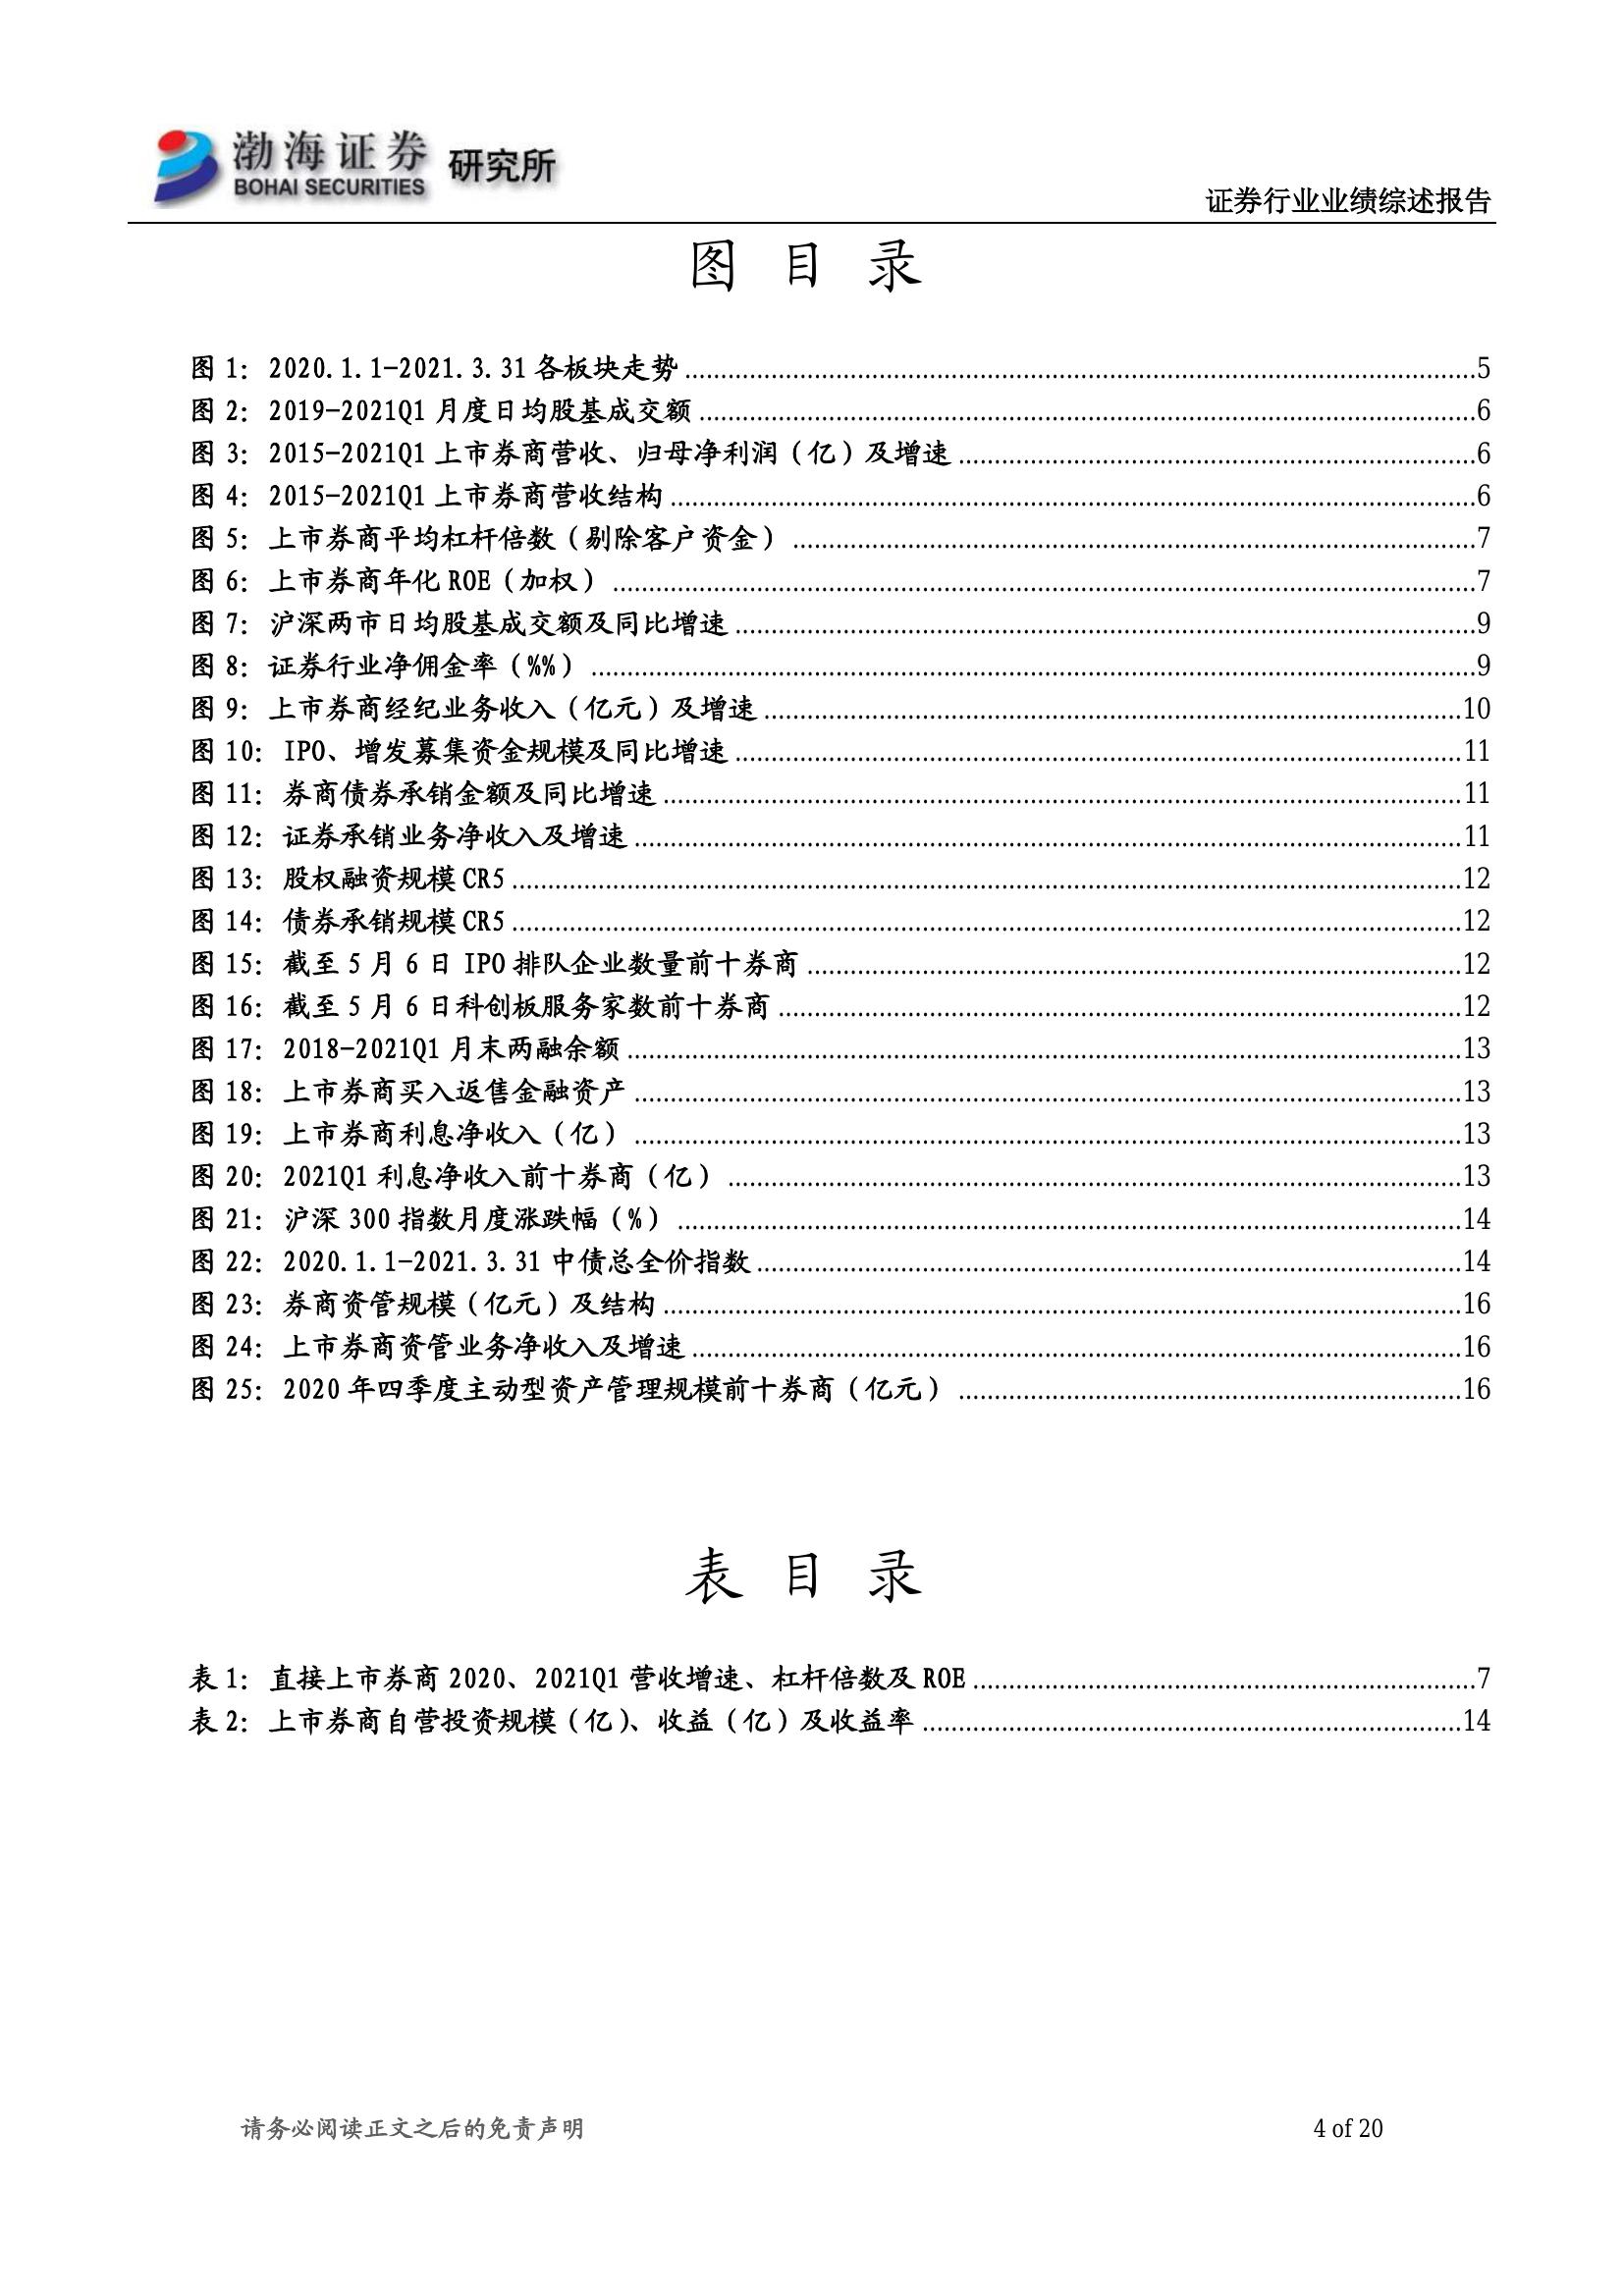 渤海证券 研究所
BOHAI SECURITIES
证券行业业绩综述报告
图 目 录
图 1: 2020.1.1-2021.3.31 各板块走势......5
图 2: 2019-2021Q1 月度日均股基成交额......6
图 3: 2015-2021Q1 上市券商营收、归母净利润（亿）及增速......6
图 4: 2015-2021Q1 上市券商营收结构......6
图 5: 上市券商平均杠杆倍数（剔除客户资金）......7
图 6: 上市券商年化 ROE（加权）......7
图 7: 沪深两市日均股基成交额及同比增速......9
图 8: 证券行业净佣金率（%%）......9
图 9: 上市券商经纪业务收入（亿元）及增速......10
图 10: IPO、增发募集资金规模及同比增速......11
图 11: 券商债券承销金额及同比增速......11
图 12: 证券承销业务净收入及增速......11
图 13: 股权融资规模 CR5......12
图 14: 债券承销规模 CR5......12
图 15: 截至 5 月 6 日 IPO 排队企业数量前十券商......12
图 16: 截至 5 月 6 日科创板服务家数前十券商......12
图 17: 2018-2021Q1 月末两融余额......13
图 18: 上市券商买入返售金融资产......13
图 19: 上市券商利息净收入（亿）......13
图 20: 2021Q1 利息净收入前十券商（亿）......13
图 21: 沪深 300 指数月度涨跌幅（%）......14
图 22: 2020.1.1-2021.3.31 中债总全价指数......14
图 23: 券商资管规模（亿元）及结构......16
图 24: 上市券商资管业务净收入及增速......16
图 25: 2020 年四季度主动型资产管理规模前十券商（亿元）......16
表 目 录
表 1: 直接上市券商 2020、2021Q1 营收增速、杠杆倍数及 ROE......7
表 2: 上市券商自营投资规模（亿）、收益（亿）及收益率......14
请务必阅读正文之后的免责声明 4 of 20